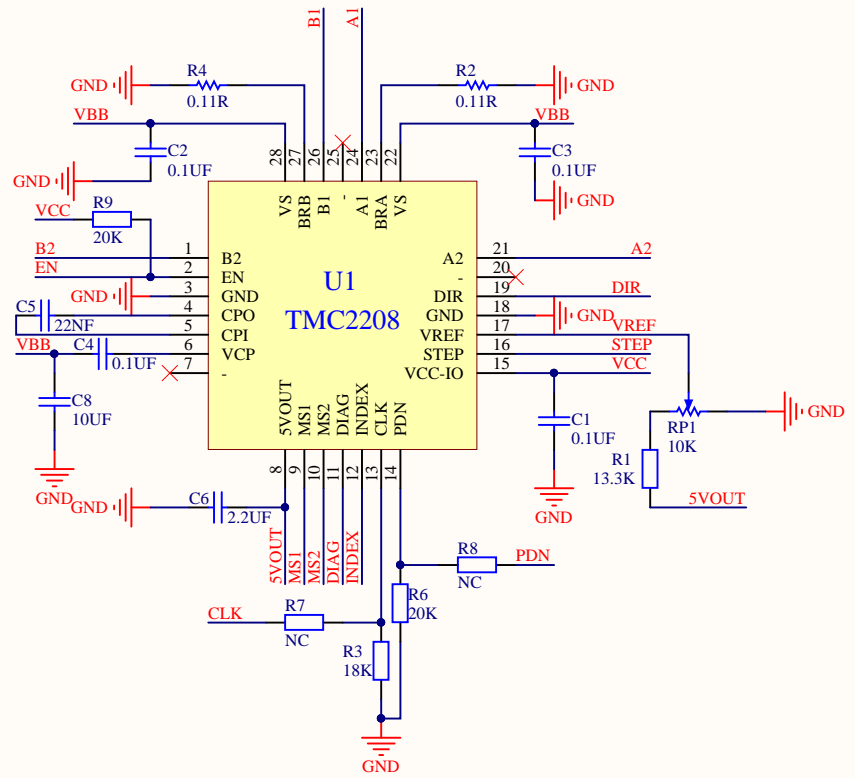 B1
A1
R4
GND
0.11R
R2
GND
0.11R
VBB
C2
0.1UF
GND
VBB
C3
0.1UF
GND
28 27 26 25 24 23 22
VS BRB B1 - A1 BRA VS
VCC
R9
20K
B2 1 B2
EN 2 EN
GND 3 GND
C5 4 CPO
22NF 5 CPI
VBB C4 6 VCP
0.1UF 7 -
C8
10UF
GND
U1
TMC2208
A2 21 A2
- 20
DIR 19 DIR
GND 18 GND
VREF 17 VREF
STEP 16 STEP
VCC-IO 15 VCC
C1
0.1UF
GND
RP1
10K
GND
R1
13.3K
5VOUT
5VOUT MS1 MS2 DIAG INDEX CLK PDN
8 9 10 11 12 13 14
GND
C6
2.2UF
5VOUT MS1 MS2 DIAG INDEX
R8
NC
PDN
R6
20K
CLK
R7
NC
R3
18K
GND